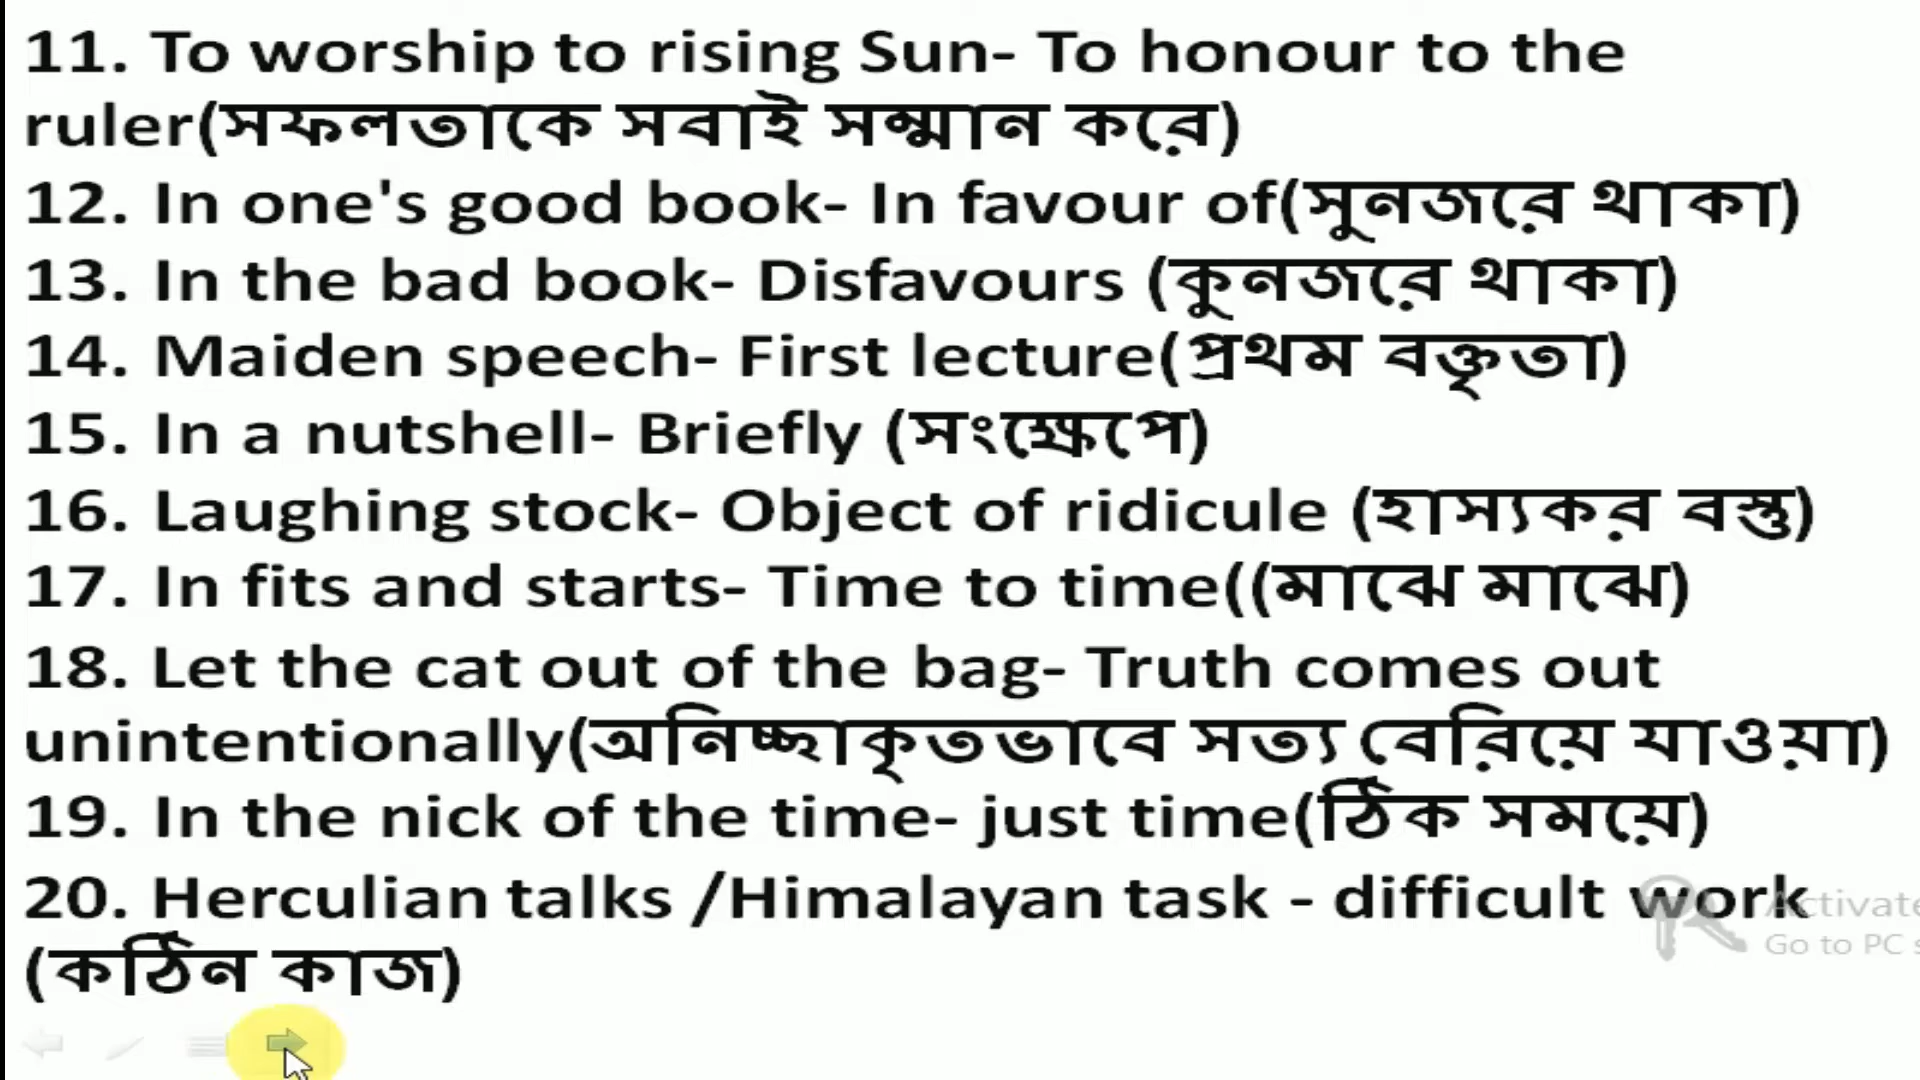 11. To worship to rising Sun- To honour to the
ruler(সফলতাকে সবাই সম্মান করে)
12. In one's good book- In favour of(সুনজরে থাকা)
13. In the bad book- Disfavours (কুনজরে থাকা)
14. Maiden speech- First lecture(প্রথম বক্তৃতা)
15. In a nutshell- Briefly (সংক্ষেপে)
16. Laughing stock- Object of ridicule (হাস্যকর বস্তু)
17. In fits and starts- Time to time((মাঝে মাঝে)
18. Let the cat out of the bag- Truth comes out
unintentionally(অনিচ্ছাকৃতভাবে সত্য বেরিয়ে যাওয়া)
19. In the nick of the time- just time(ঠিক সময়ে)
20. Herculian talks /Himalayan task - difficult work
(কঠিন কাজ)
Activate
Go to PC s